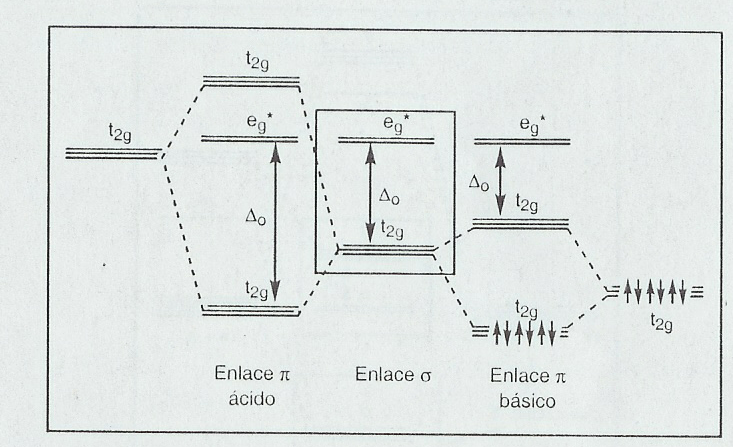 t2g
t2g
eg*
eg*
eg*
Δo
Δo
Δo
t2g
t2g
t2g
t2g
t2g
Enlace π
ácido
Enlace σ
Enlace π
básico